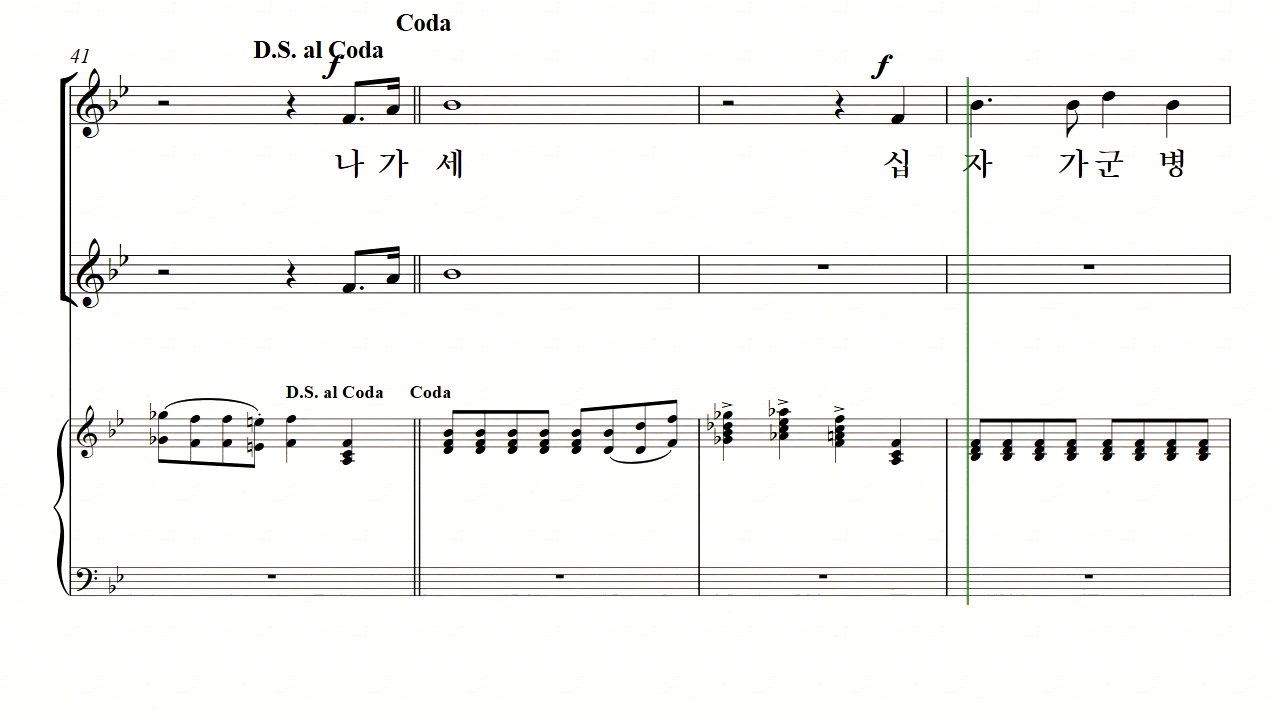 Coda
D.S. al Coda
41
f f
나 가 세 십 자 가 군 병
D.S. al Coda Coda